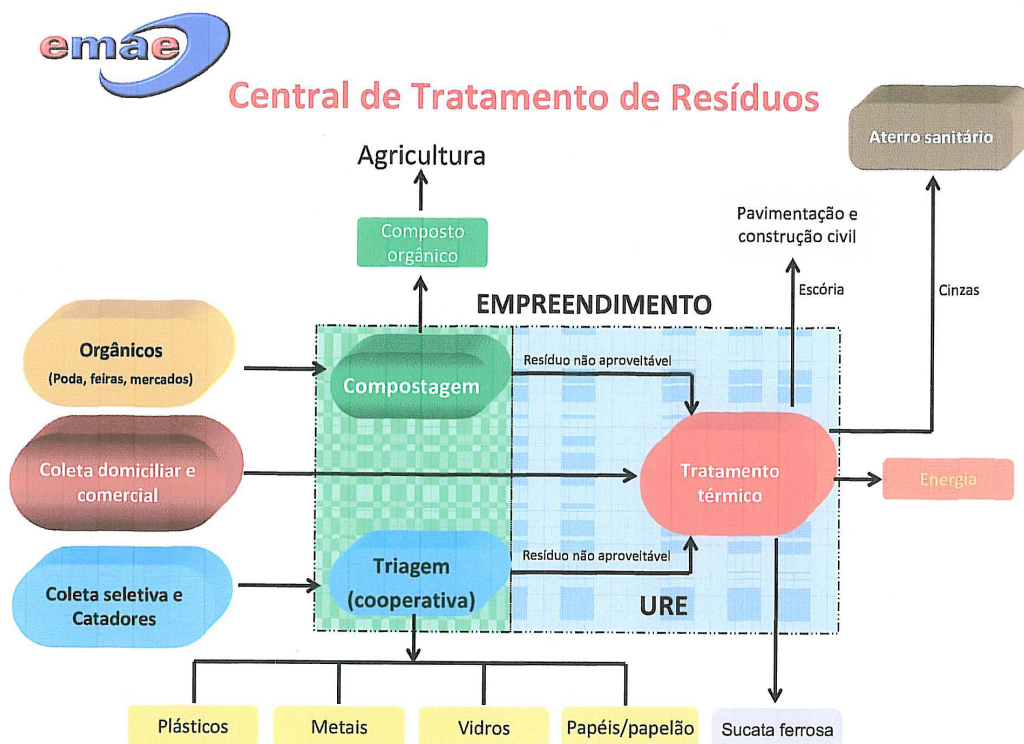 emae
Central de Tratamento de Resíduos
Aterro sanitário
Agricultura
Pavimentação e
construção civil
Composto
orgânico
Escória
Cinzas
EMPREENDIMENTO
Orgânicos
(Poda, feiras, mercados)
Compostagem
Resíduo não aproveitável
Coleta domiciliar e
comercial
Tratamento
térmico
Energia
Coleta seletiva e
Catadores
Triagem
(cooperativa)
Resíduo não aproveitável
URE
Plásticos
Metais
Vidros
Papéis/papelão
Sucata ferrosa